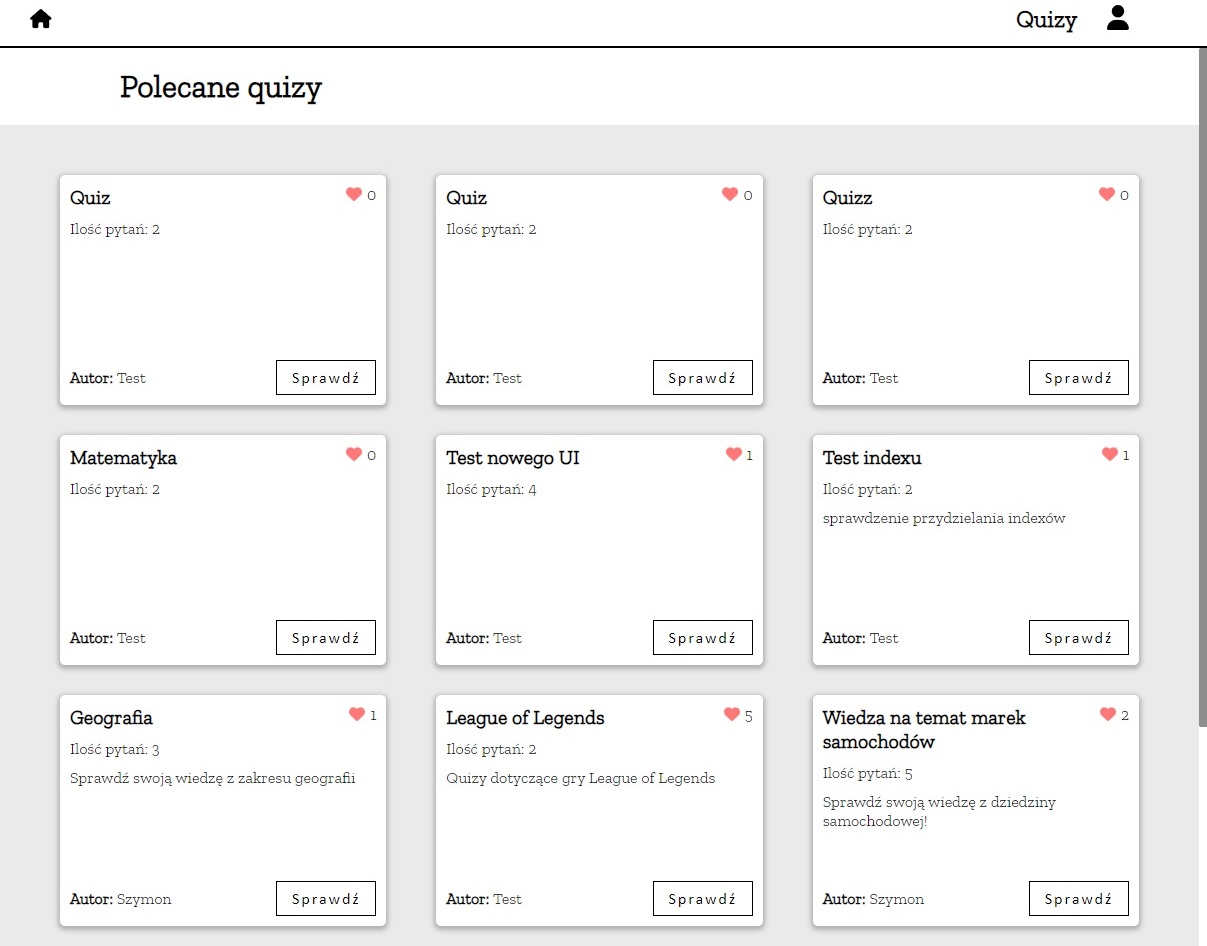 Quizy
Polecane quizy
Quiz
0
Ilość pytań: 2
Autor: Test
Sprawdź
Quiz
0
Ilość pytań: 2
Autor: Test
Sprawdź
Quizz
0
Ilość pytań: 2
Autor: Test
Sprawdź
Matematyka
0
Ilość pytań: 2
Autor: Test
Sprawdź
Test nowego UI
1
Ilość pytań: 4
Autor: Test
Sprawdź
Test indexu
1
Ilość pytań: 2
sprawdzenie przydzielania indexów
Autor: Test
Sprawdź
Geografia
1
Ilość pytań: 3
Sprawdź swoją wiedzę z zakresu geografii
Autor: Szymon
Sprawdź
League of Legends
5
Ilość pytań: 2
Quizy dotyczące gry League of Legends
Autor: Test
Sprawdź
Wiedza na temat marek
samochodów
2
Ilość pytań: 5
Sprawdź swoją wiedzę z dziedziny
samochodowej!
Autor: Szymon
Sprawdź